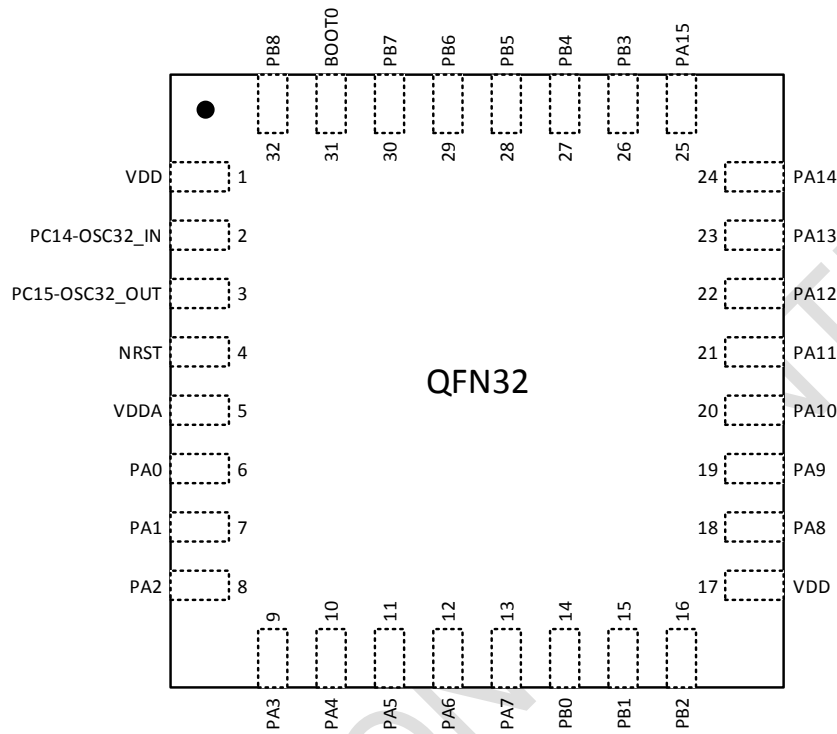 PB8 BOOT0 PB7 PB6 PB5 PB4 PB3 PA15
32 31 30 29 28 27 26 25
VDD 1 24 PA14
PC14-OSC32_IN 2 23 PA13
PC15-OSC32_OUT 3 22 PA12
NRST 4 21 PA11
QFN32
VDDA 5 20 PA10
PA0 6 19 PA9
PA1 7 18 PA8
PA2 8 17 VDD
9 10 11 12 13 14 15 16
PA3 PA4 PA5 PA6 PA7 PB0 PB1 PB2